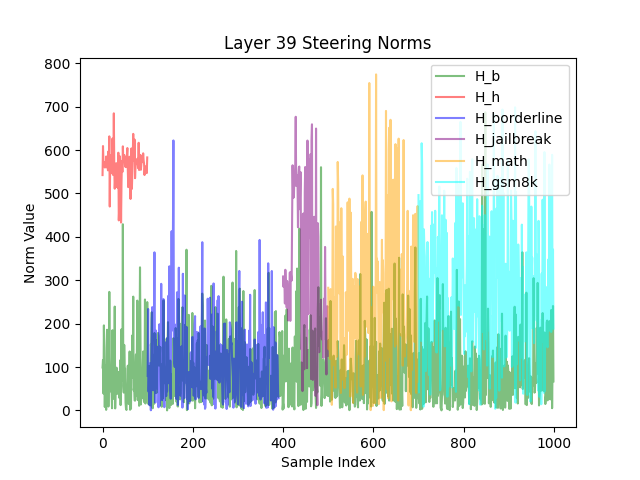 Layer 39 Steering Norms
800
700
600
500
400
300
200
100
0
Norm Value
H_b
H_h
H_borderline
H_jailbreak
H_math
H_gsm8k
0
200
400
600
800
1000
Sample Index